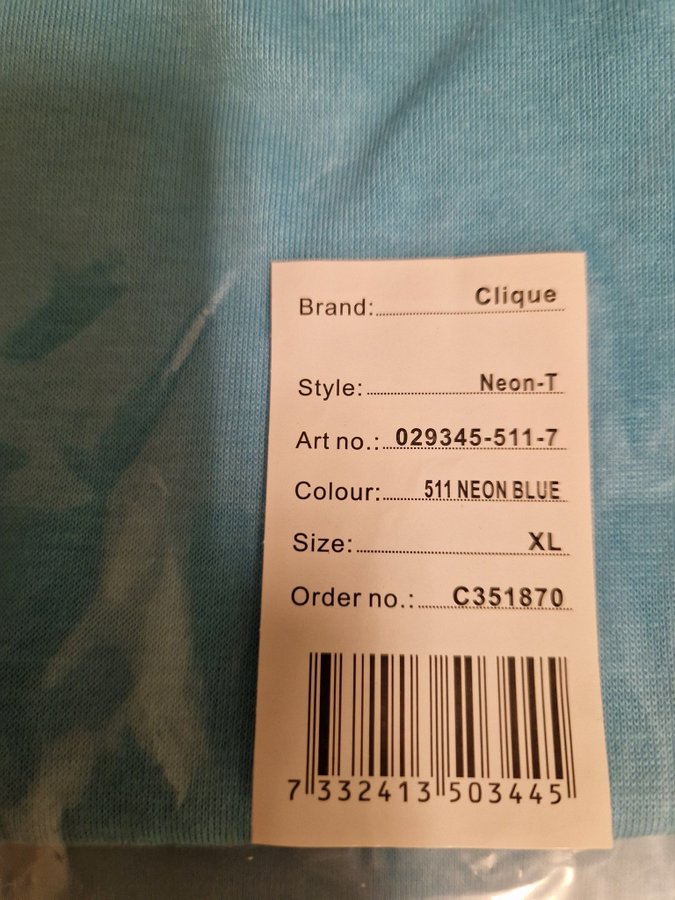 Brand: Clique
Style: Neon-T
Art no.: 029345-511-7
Colour: 511 NEON BLUE
Size: XL
Order no.: C351870
7 332413 503445